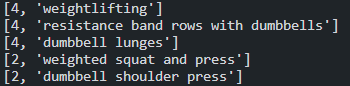 [4, 'weightlifting']
[4, 'resistance band rows with dumbbells']
[4, 'dumbbell lunges']
[2, 'weighted squat and press']
[2, 'dumbbell shoulder press']